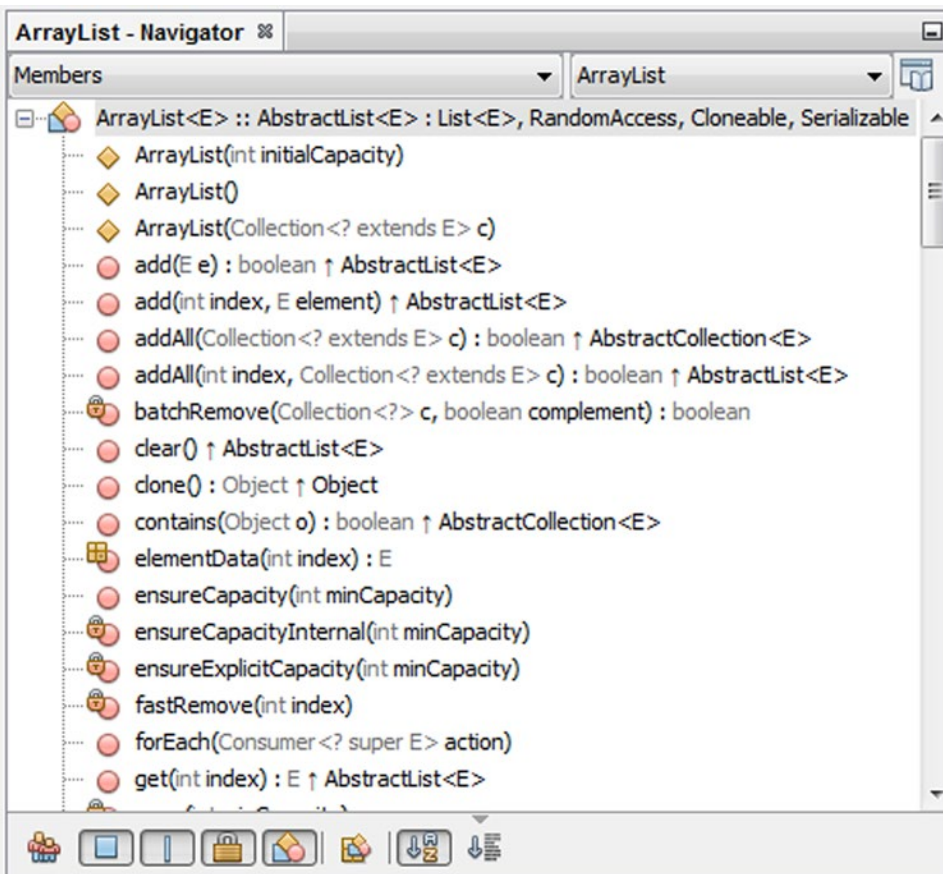 ArrayList - Navigator
Members ArrayList
ArrayList<E> :: AbstractList<E> : List<E>, RandomAccess, Cloneable, Serializable
ArrayList(int initialCapacity)
ArrayList()
ArrayList(Collection<? extends E> c)
add(E e) : boolean ↑ AbstractList<E>
add(int index, E element) ↑ AbstractList<E>
addAll(Collection<? extends E> c) : boolean ↑ AbstractCollection<E>
addAll(int index, Collection<? extends E> c) : boolean ↑ AbstractList<E>
batchRemove(Collection<?> c, boolean complement) : boolean
clear() ↑ AbstractList<E>
clone() : Object ↑ Object
contains(Object o) : boolean ↑ AbstractCollection<E>
elementData(int index) : E
ensureCapacity(int minCapacity)
ensureCapacityInternal(int minCapacity)
ensureExplicitCapacity(int minCapacity)
fastRemove(int index)
forEach(Consumer<? super E> action)
get(int index) : E ↑ AbstractList<E>